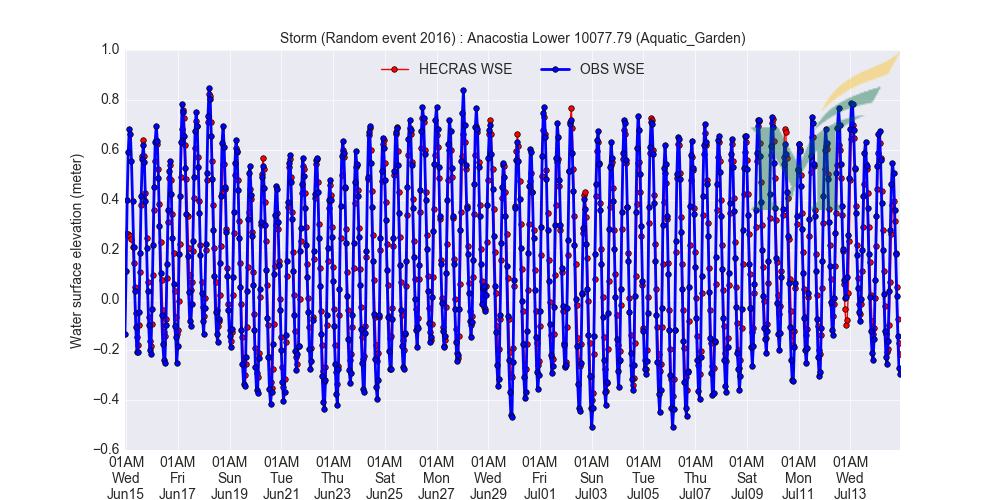 Storm (Random event 2016) : Anacostia Lower 10077.79 (Aquatic_Garden)
HECRAS WSE OBS WSE
Water surface elevation (meter)
1.0
0.8
0.6
0.4
0.2
0.0
−0.2
−0.4
−0.6
01AM 01AM 01AM 01AM 01AM 01AM 01AM 01AM 01AM 01AM 01AM 01AM 01AM 01AM 01AM
Wed Fri Sun Tue Thu Sat Mon Wed Fri Sun Tue Thu Sat Mon Wed
Jun15 Jun17 Jun19 Jun21 Jun23 Jun25 Jun27 Jun29 Jul01 Jul03 Jul05 Jul07 Jul09 Jul11 Jul13